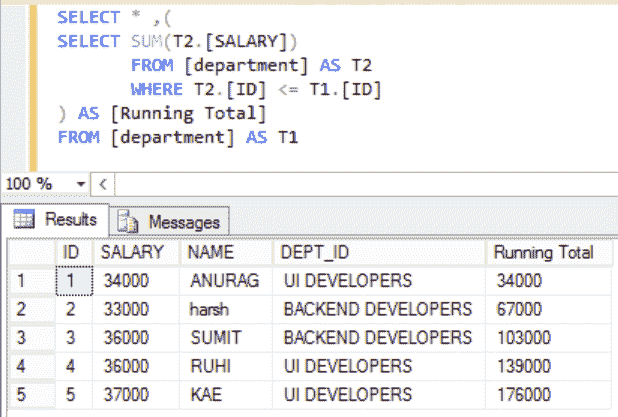 SELECT * ,(
SELECT SUM(T2.[SALARY])
FROM [department] AS T2
WHERE T2.[ID] <= T1.[ID]
) AS [Running Total]
FROM [department] AS T1
100 %
Results Messages
ID SALARY NAME DEPT_ID Running Total
1 1 34000 ANURAG UI DEVELOPERS 34000
2 2 33000 harsh BACKEND DEVELOPERS 67000
3 3 36000 SUMIT BACKEND DEVELOPERS 103000
4 4 36000 RUHI UI DEVELOPERS 139000
5 5 37000 KAE UI DEVELOPERS 176000